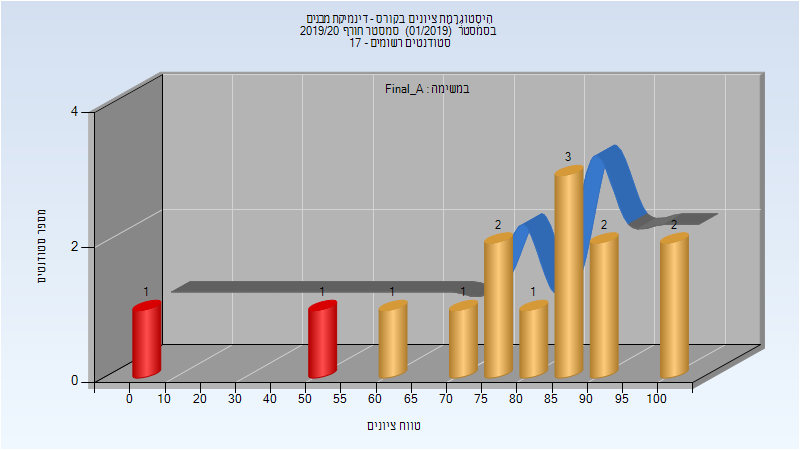 היסטוגרמת ציונים בקורס - דינמיקת מבנים
בסמסטר (01/2019) סמסטר חורף 2019/20
סטודנטים רשומים - 17
במשימה : Final_A
מספר סטודנטים
4
2
0
1
1
1
1
2
1
3
2
2
0 10 20 30 40 50 55 60 65 70 75 80 85 90 95 100
טווח ציונים